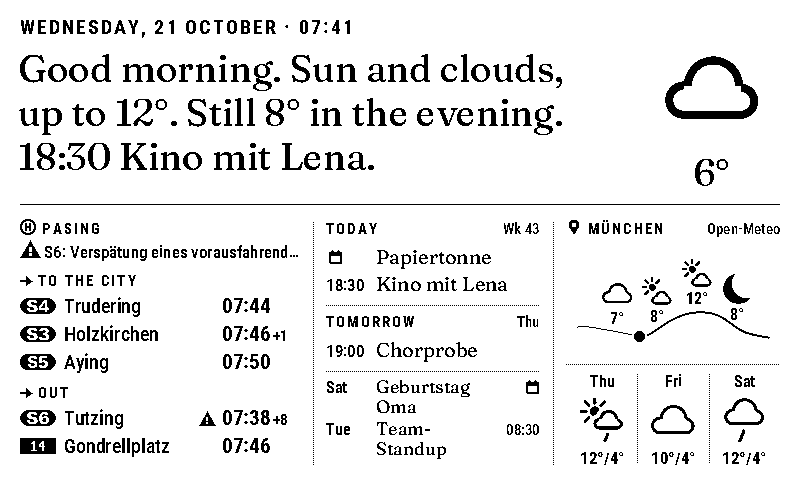 WEDNESDAY, 21 OCTOBER · 07:41
Good morning. Sun and clouds,
up to 12°. Still 8° in the evening.
18:30 Kino mit Lena.
6°
H PASING
S6: Verspätung eines vorausfahrend…
→ TO THE CITY
S4 Trudering 07:44
S3 Holzkirchen 07:46 +1
S5 Aying 07:50
→ OUT
S6 Tutzing 07:38 +8
14 Gondrellplatz 07:46
TODAY Wk 43
Papiertonne
18:30 Kino mit Lena
TOMORROW Thu
19:00 Chorprobe
Sat Geburtstag
Oma
Tue Team- 08:30
Standup
MÜNCHEN Open-Meteo
7° 8° 12° 8°
Thu Fri Sat
12°/4° 10°/4° 12°/4°